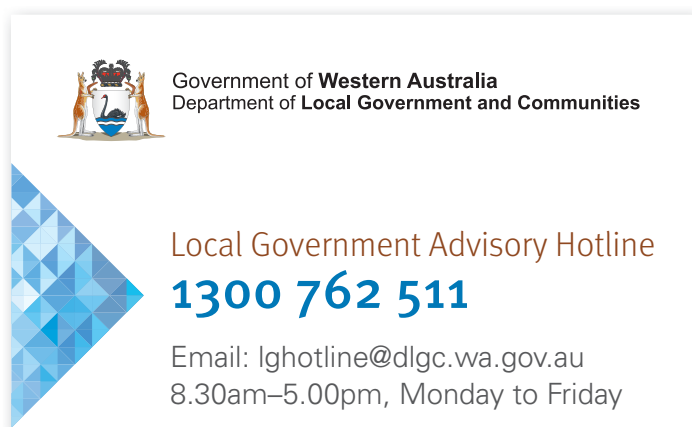 Government of Western Australia
Department of Local Government and Communities
Local Government Advisory Hotline
1300 762 511
Email: lghotline@dlgc.wa.gov.au
8.30am–5.00pm, Monday to Friday